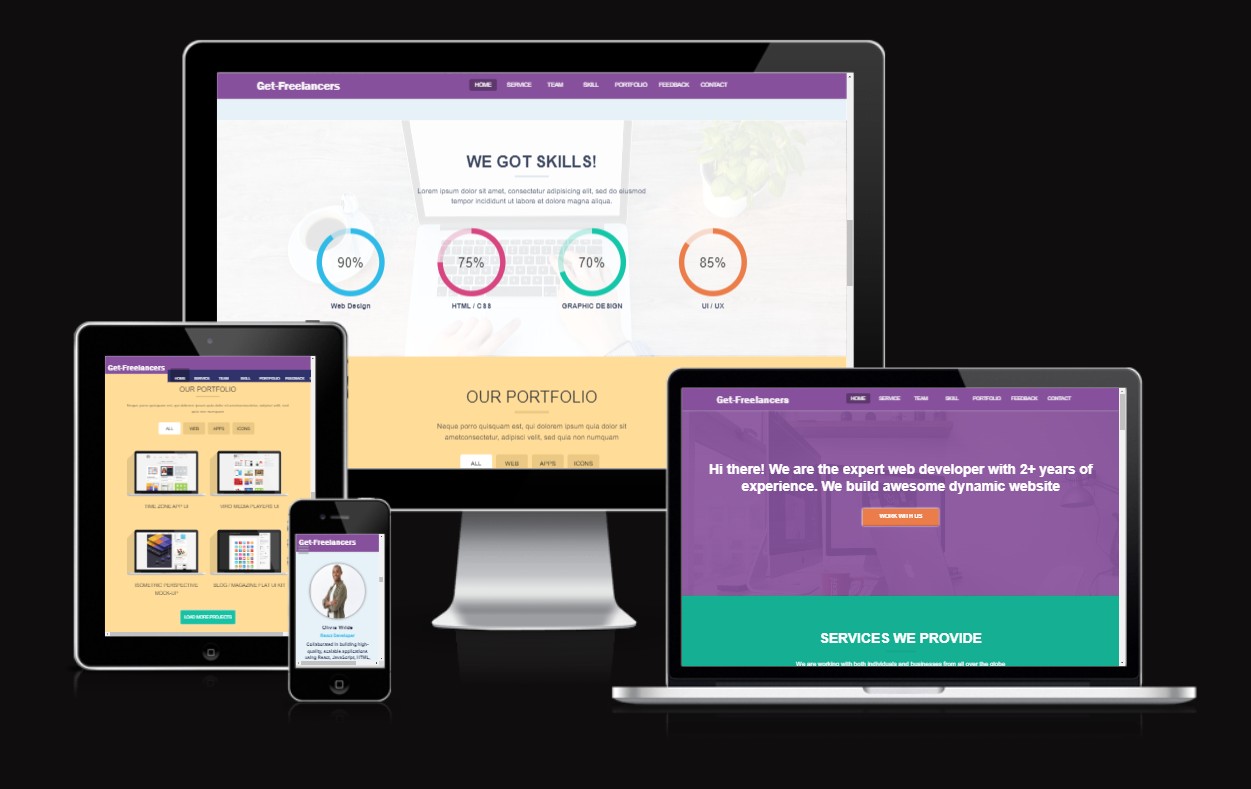 Get-Freelancers
HOME SERVICE TEAM SKILL PORTFOLIO FEEDBACK CONTACT
WE GOT SKILLS!
Lorem ipsum dolor sit amet, consectetur adipisicing elit, sed do eiusmod
tempor incididunt ut labore et dolore magna aliqua.
90% 75% 70% 85%
Web Design HTML / CSS GRAPHIC DESIGN UI / UX
OUR PORTFOLIO
Neque porro quisquam est, qui dolorem ipsum quia dolor sit
ametconsectetur, adipisci velit, sed quia non numquam
ALL WEB APPS ICONS
Get-Freelancers
HOME SERVICE TEAM SKILL PORTFOLIO FEEDBACK
OUR PORTFOLIO
ALL WEB APPS ICONS
TIME ZONE APP UI VIRO MEDIA PLAYERS UI
ISOMETRIC PERSPECTIVE BLOG / MAGAZINE FLAT UI KIT
MOCK-UP
LOAD MORE PROJECTS
Get-Freelancers
Olivia Wilde
React Developer
Collaborated in building high-
quality, scalable applications
using React, JavaScript, HTML,
Get-Freelancers
HOME SERVICE TEAM SKILL PORTFOLIO FEEDBACK CONTACT
Hi there! We are the expert web developer with 2+ years of
experience. We build awesome dynamic website
WORK WITH US
SERVICES WE PROVIDE
We are working with both individuals and businesses from all over the globe